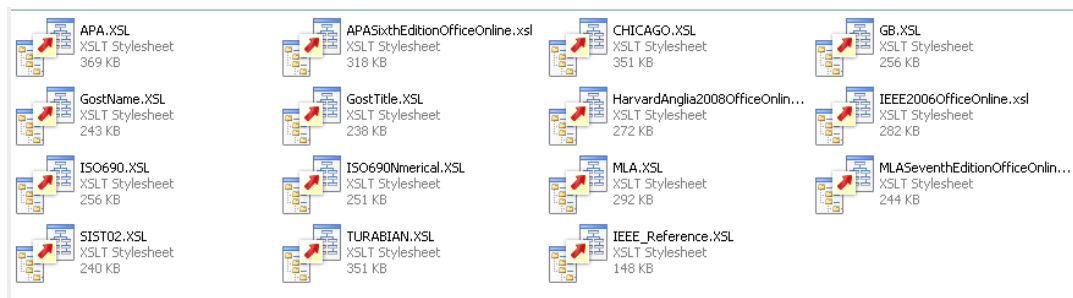 APA.XSL
XSLT Stylesheet
369 KB
APASixthEditionOfficeOnline.xsl
XSLT Stylesheet
318 KB
CHICAGO.XSL
XSLT Stylesheet
351 KB
GB.XSL
XSLT Stylesheet
256 KB
GostName.XSL
XSLT Stylesheet
243 KB
GostTitle.XSL
XSLT Stylesheet
238 KB
HarvardAnglia2008OfficeOnlin...
XSLT Stylesheet
272 KB
IEEE2006OfficeOnline.xsl
XSLT Stylesheet
282 KB
ISO690.XSL
XSLT Stylesheet
256 KB
ISO690Nmerical.XSL
XSLT Stylesheet
251 KB
MLA.XSL
XSLT Stylesheet
292 KB
MLASeventhEditionOfficeOnlin...
XSLT Stylesheet
244 KB
SIST02.XSL
XSLT Stylesheet
240 KB
TURABIAN.XSL
XSLT Stylesheet
351 KB
IEEE_Reference.XSL
XSLT Stylesheet
148 KB